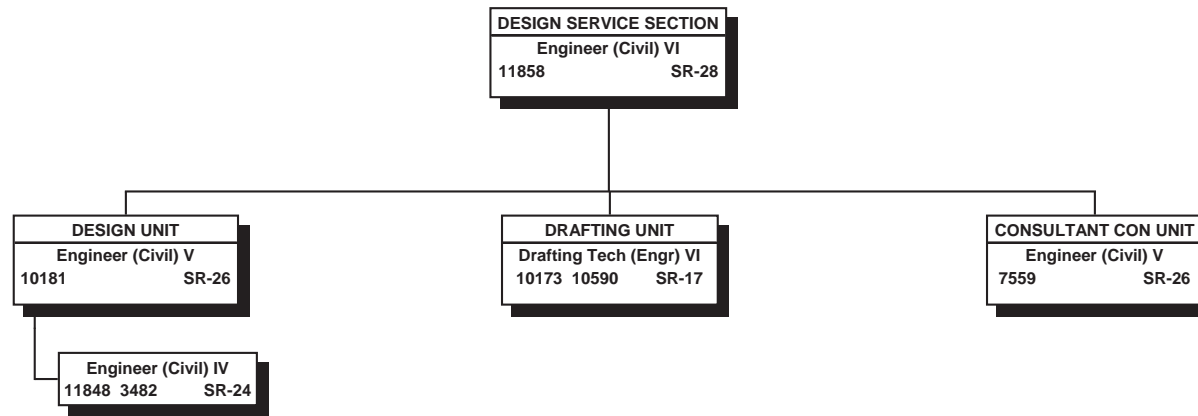 DESIGN SERVICE SECTION
Engineer (Civil) VI
11858 SR-28
DESIGN UNIT
Engineer (Civil) V
10181 SR-26
Engineer (Civil) IV
11848 3482 SR-24
DRAFTING UNIT
Drafting Tech (Engr) VI
10173 10590 SR-17
CONSULTANT CON UNIT
Engineer (Civil) V
7559 SR-26